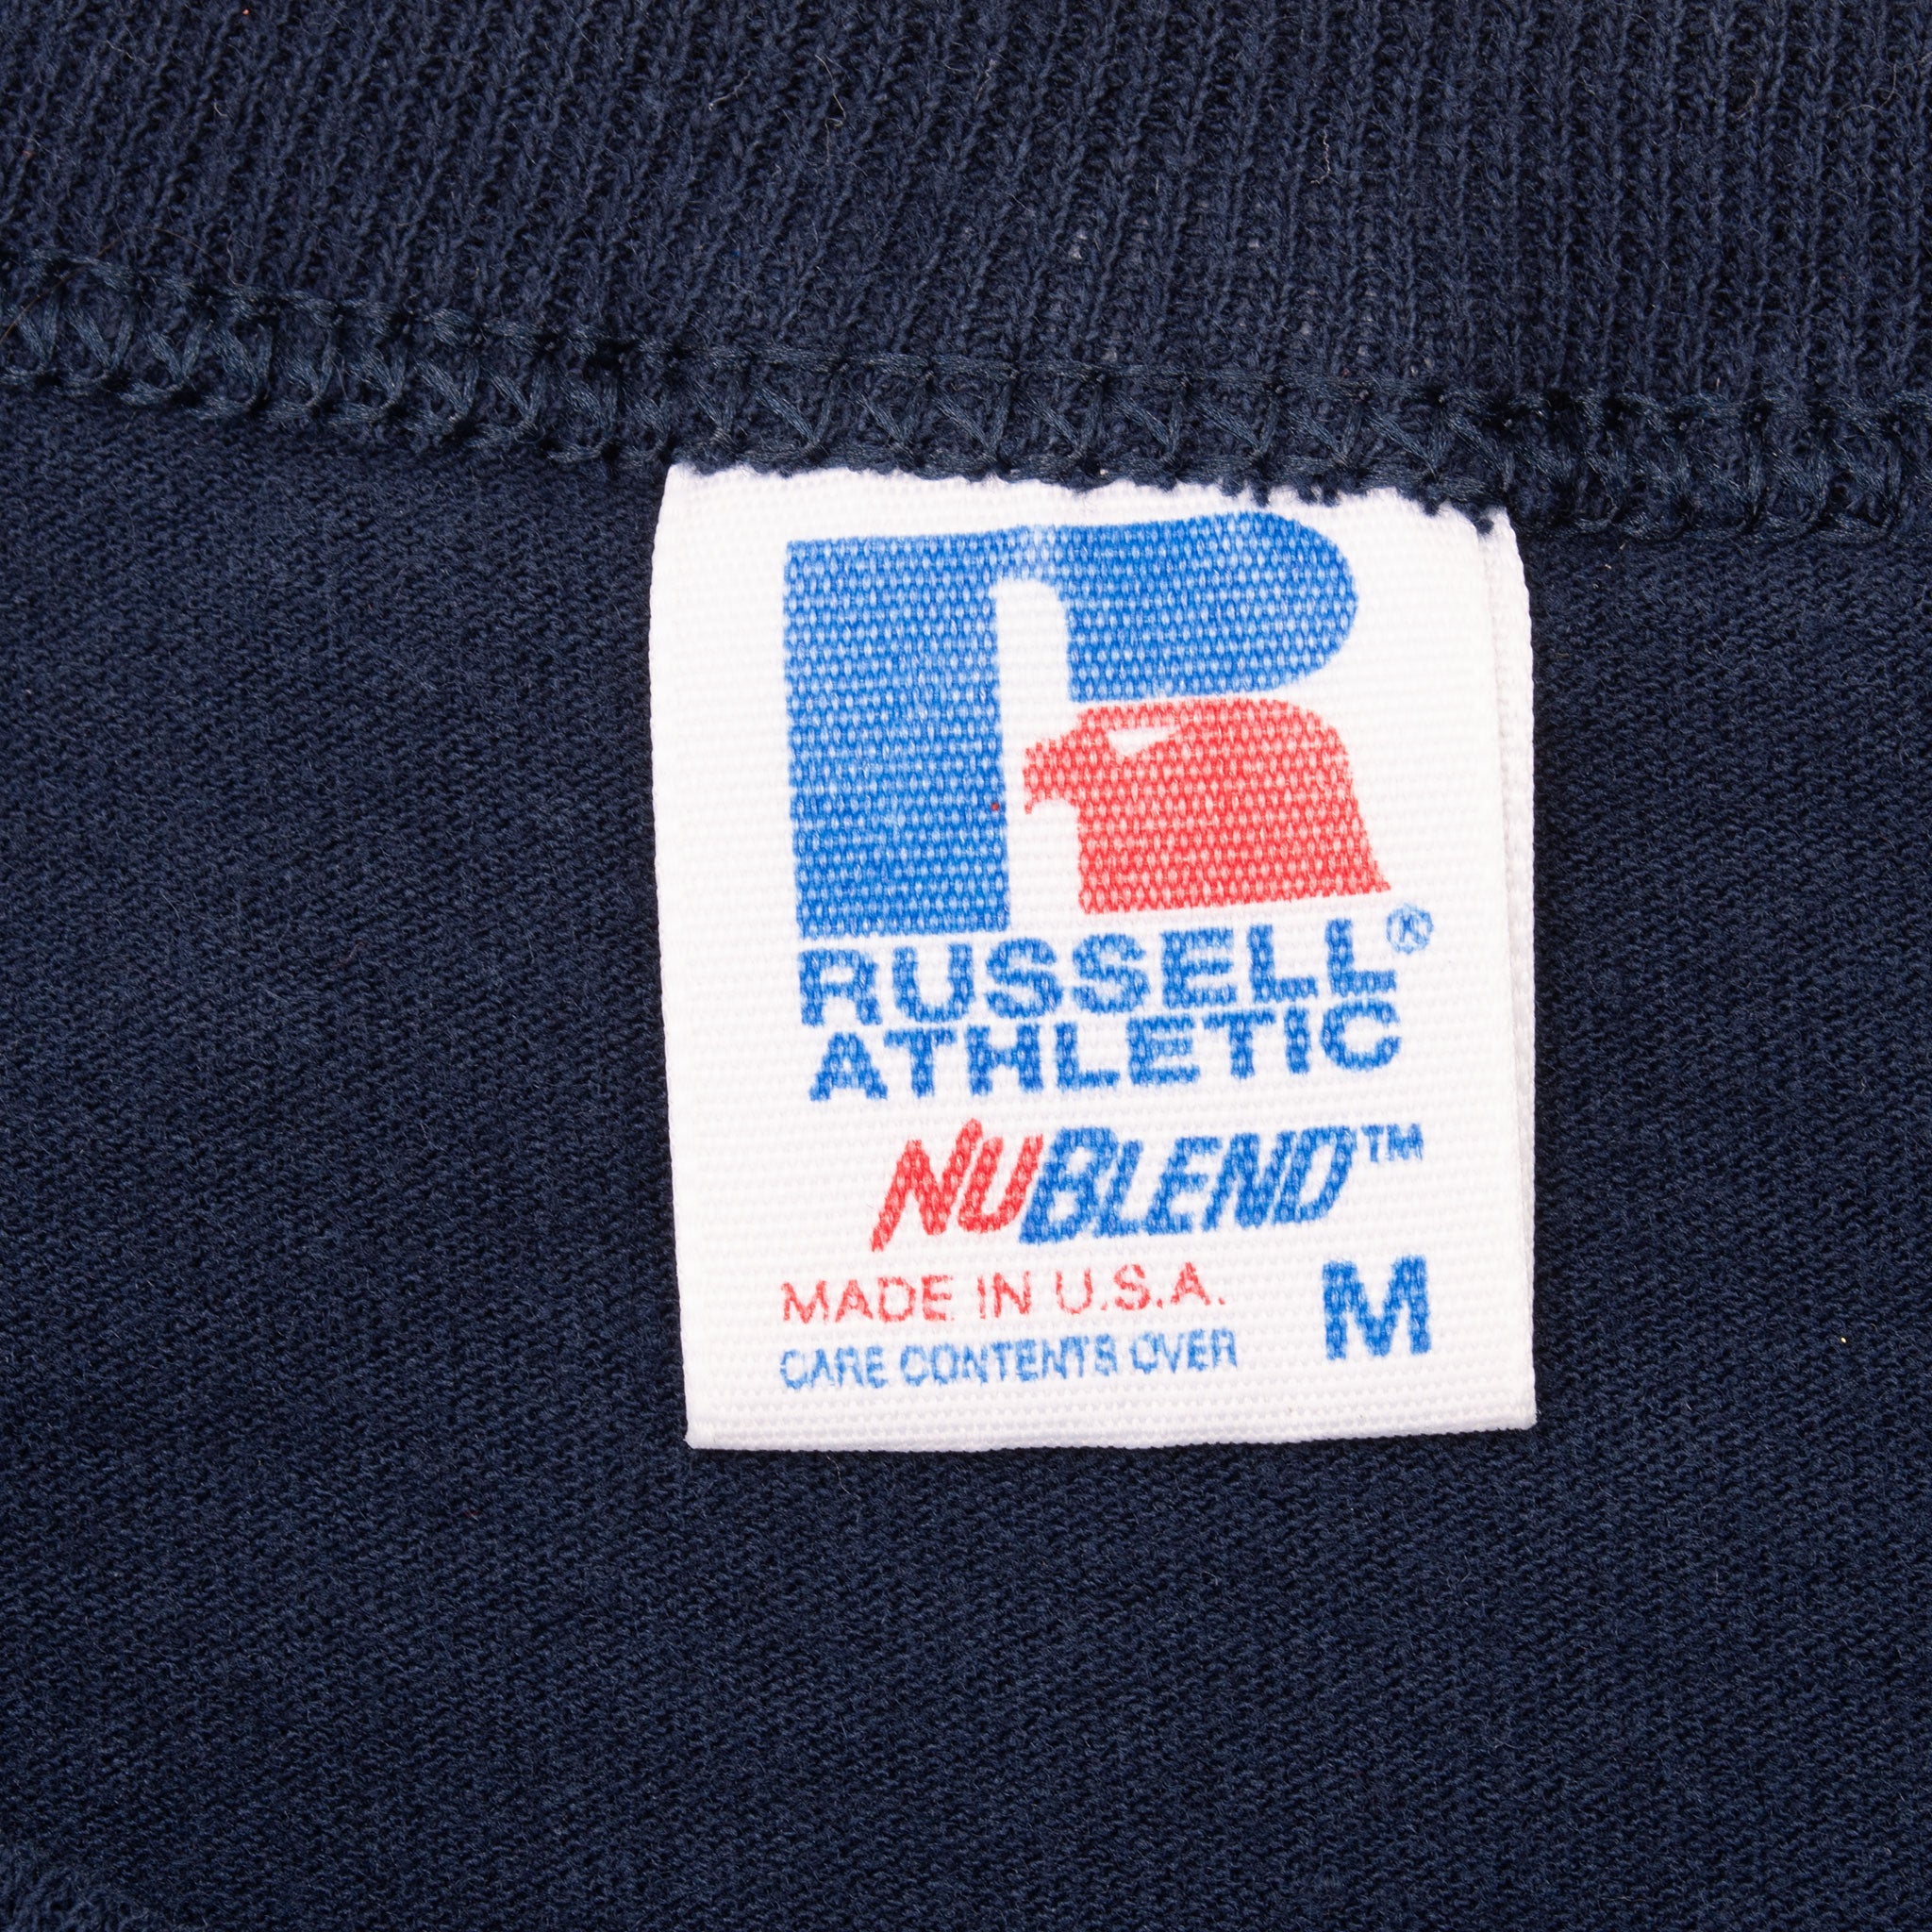 R
RUSSELL®
ATHLETIC
NUBLEND™
MADE IN U.S.A.
CARE CONTENTS OVER
M